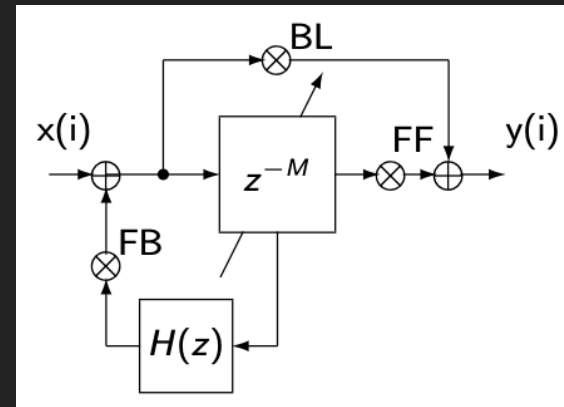 BL
x(i)
FF
y(i)
z^{-M}
FB
H(z)